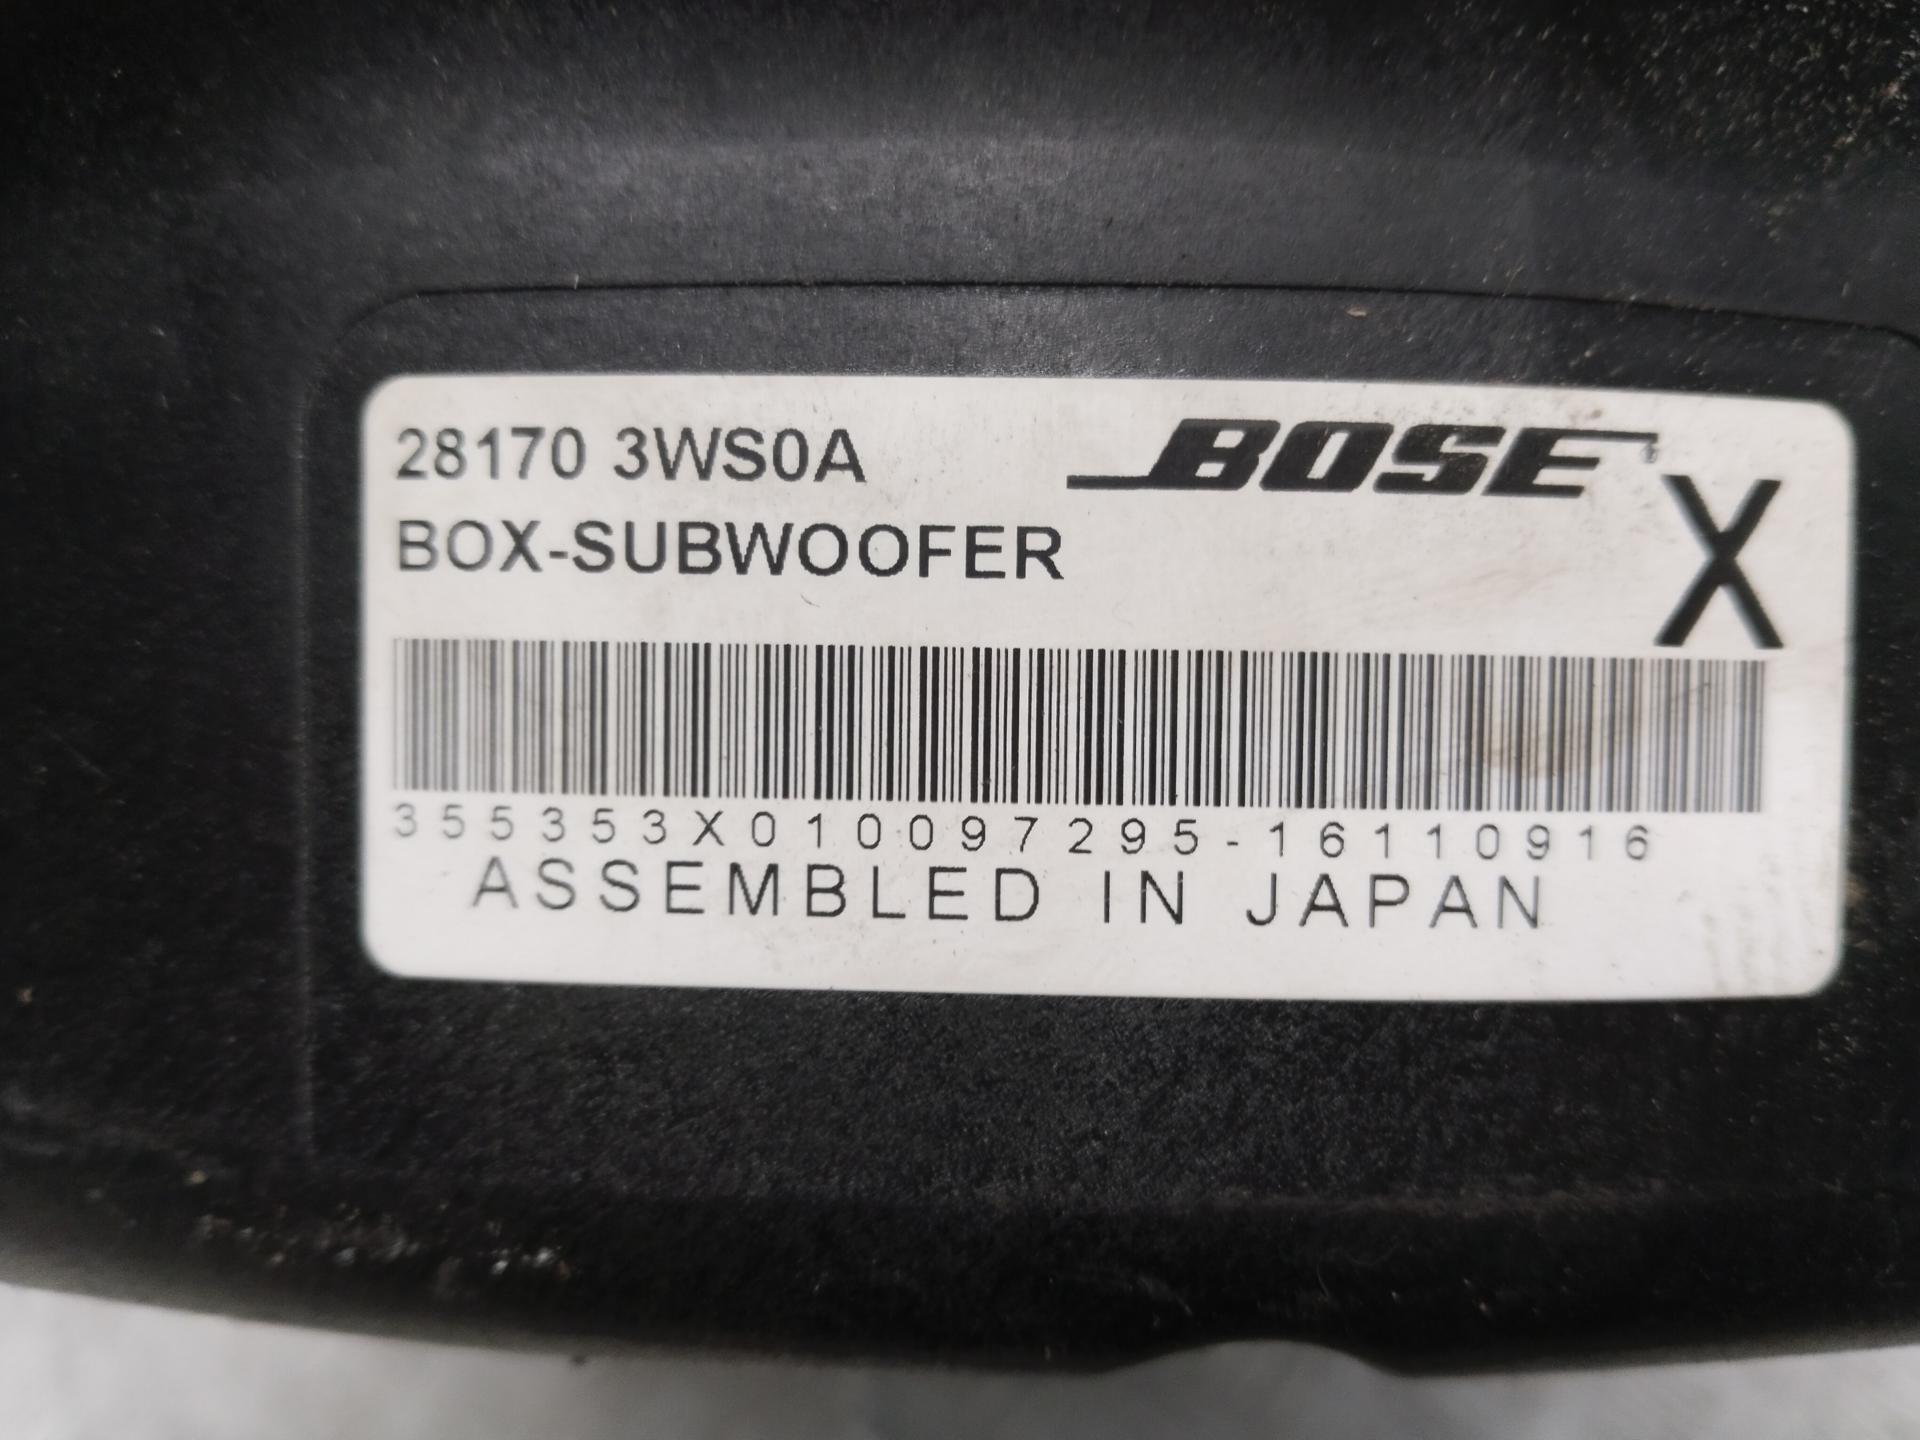 28170 3WS0A BOSE
X
BOX-SUBWOOFER
355353X010097295-16110916
ASSEMBLED IN JAPAN